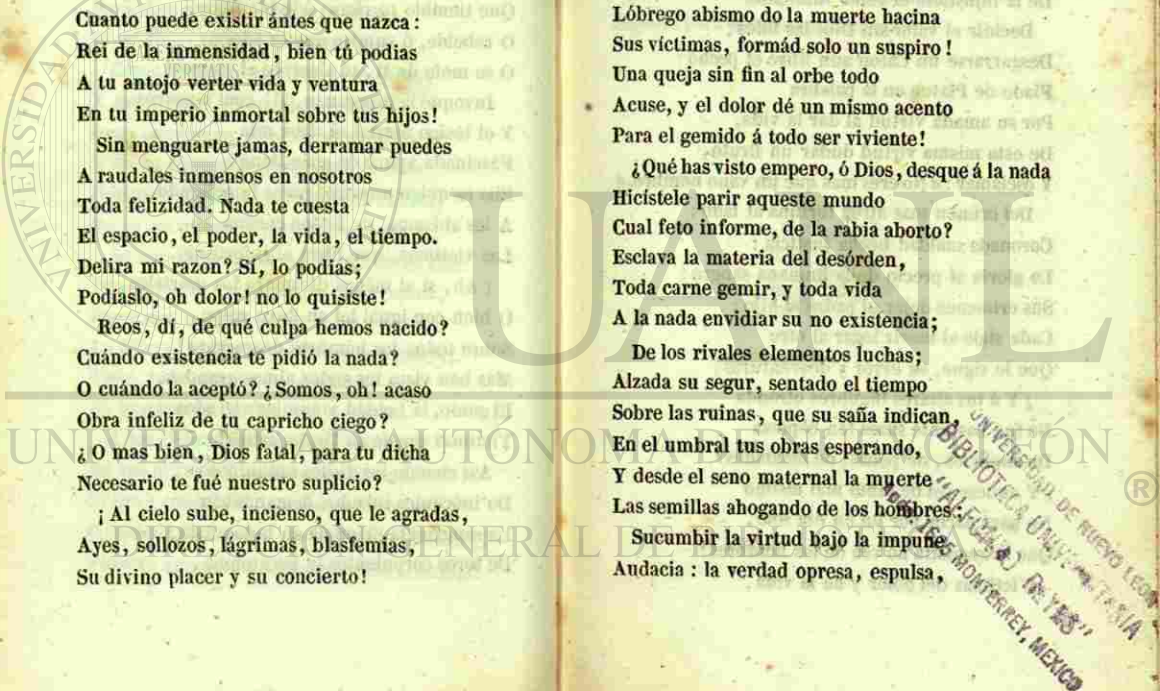 Cuanto puede existir ántes que nazca:
Rei de la inmensidad, bien tú podias
A tu antojo verter vida y ventura
En tu imperio inmortal sobre tus hijos!
Sin menguarte jamas, derramar puedes
A raudales inmensos en nosotros
Toda felizidad. Nada te cuesta
El espacio, el poder, la vida, el tiempo.
Delira mi razon? Sí, lo podias;
Podíaslo, oh dolor! no lo quisiste!
Reos, dí, de qué culpa hemos nacido?
Cuándo existencia te pidió la nada?
O cuándo la aceptó? ¿Somos, oh! acaso
Obra infeliz de tu capricho ciego?
¿O mas bien, Dios fatal, para tu dicha
Necesario te fué nuestro suplicio?
¡Al cielo sube, incienso, que le agradas,
Ayes, sollozos, lágrimas, blasfemias,
Su divino placer y su concierto!
Lóbrego abismo do la muerte hacina
Sus víctimas, formád solo un suspiro!
Una queja sin fin al orbe todo
Acuse, y el dolor dé un mismo acento
Para el gemido á todo ser viviente!
¿Qué has visto empero, ó Dios, desque á la nada
Hicístele parir aqueste mundo
Cual feto informe, de la rabia aborto?
Esclava la materia del desórden,
Toda carne gemir, y toda vida
A la nada envidiar su no existencia;
De los rivales elementos luchas;
Alzada su segur, sentado el tiempo
Sobre las ruinas, que su saña indican,
En el umbral tus obras esperando,
Y desde el seno maternal la muerte
Las semillas ahogando de los hombres:
Sucumbir la virtud bajo la impune
Audacia: la verdad opresa, espulsa,
UANL
UNIVERSIDAD AUTÓNOMA DE NUEVO LEÓN
®
DIRECCIÓN GENERAL DE BIBLIOTECAS
VERITATIS
UNIVERSIDAD DE NUEVO LEON
BIBLIOTECA UNIVERSITARIA
"ALFONSO REYES"
MONTERREY, MEXICO